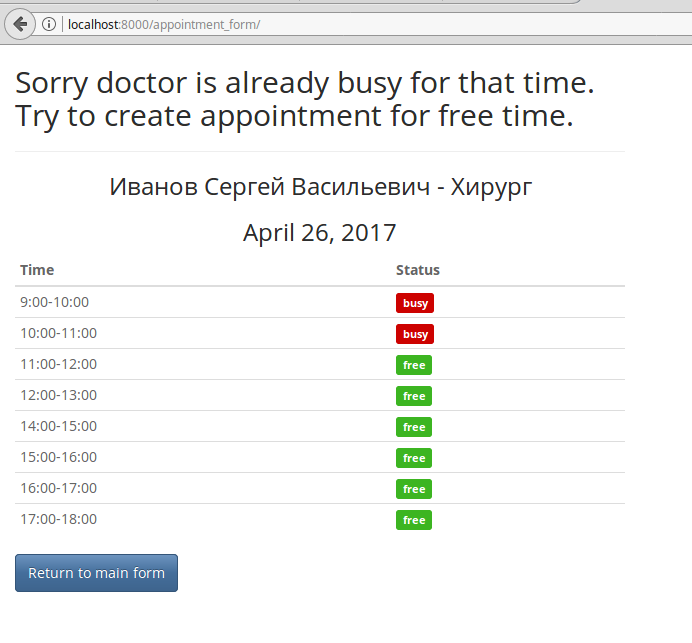 localhost:8000/appointment_form/
Sorry doctor is already busy for that time.
Try to create appointment for free time.
Иванов Сергей Васильевич - Хирург
April 26, 2017
Time Status
9:00-10:00 busy
10:00-11:00 busy
11:00-12:00 free
12:00-13:00 free
14:00-15:00 free
15:00-16:00 free
16:00-17:00 free
17:00-18:00 free
Return to main form